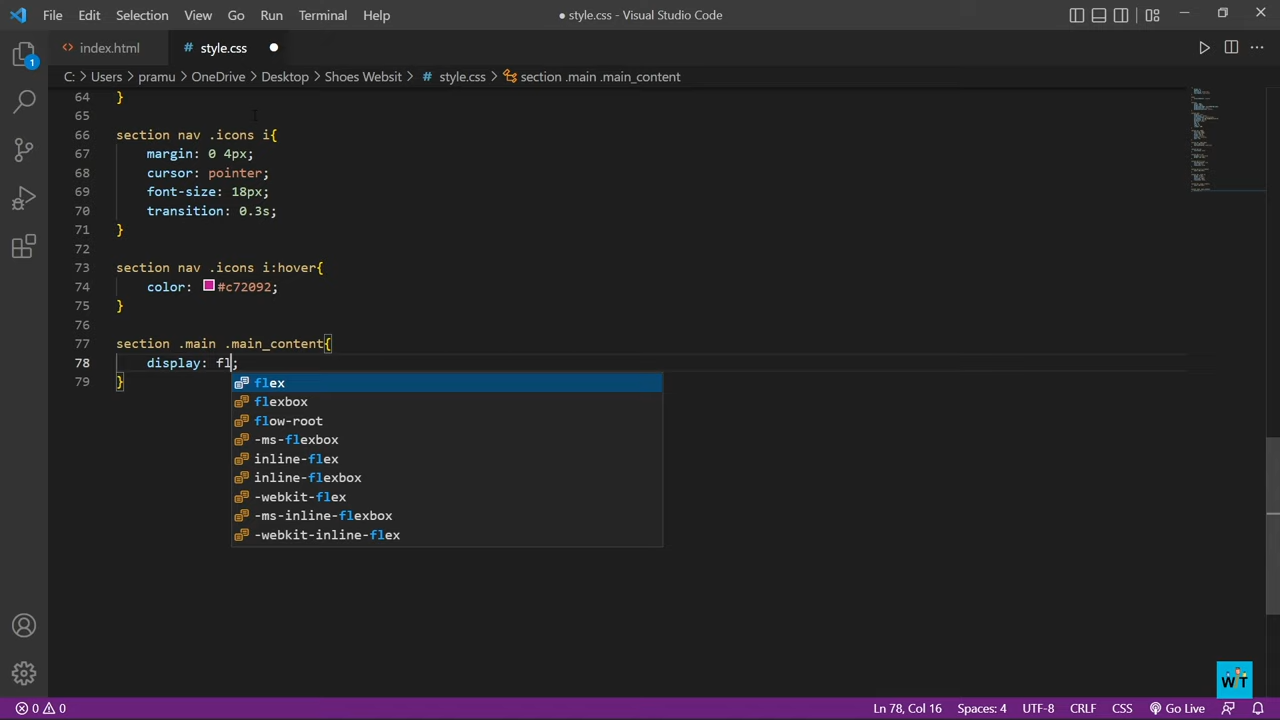 File Edit Selection View Go Run Terminal Help
● style.css - Visual Studio Code
index.html
# style.css
C: > Users > pramu > OneDrive > Desktop > Shoes Websit > # style.css > section .main .main_content
64 }
65
66 section nav .icons i{
67 margin: 0 4px;
68 cursor: pointer;
69 font-size: 18px;
70 transition: 0.3s;
71 }
72
73 section nav .icons i:hover{
74 color: #c72092;
75 }
76
77 section .main .main_content{
78 display: fl;
79 }
flex
flexbox
flow-root
-ms-flexbox
inline-flex
inline-flexbox
-webkit-flex
-ms-inline-flexbox
-webkit-inline-flex
1
WT
0 0
Ln 78, Col 16 Spaces: 4 UTF-8 CRLF CSS Go Live